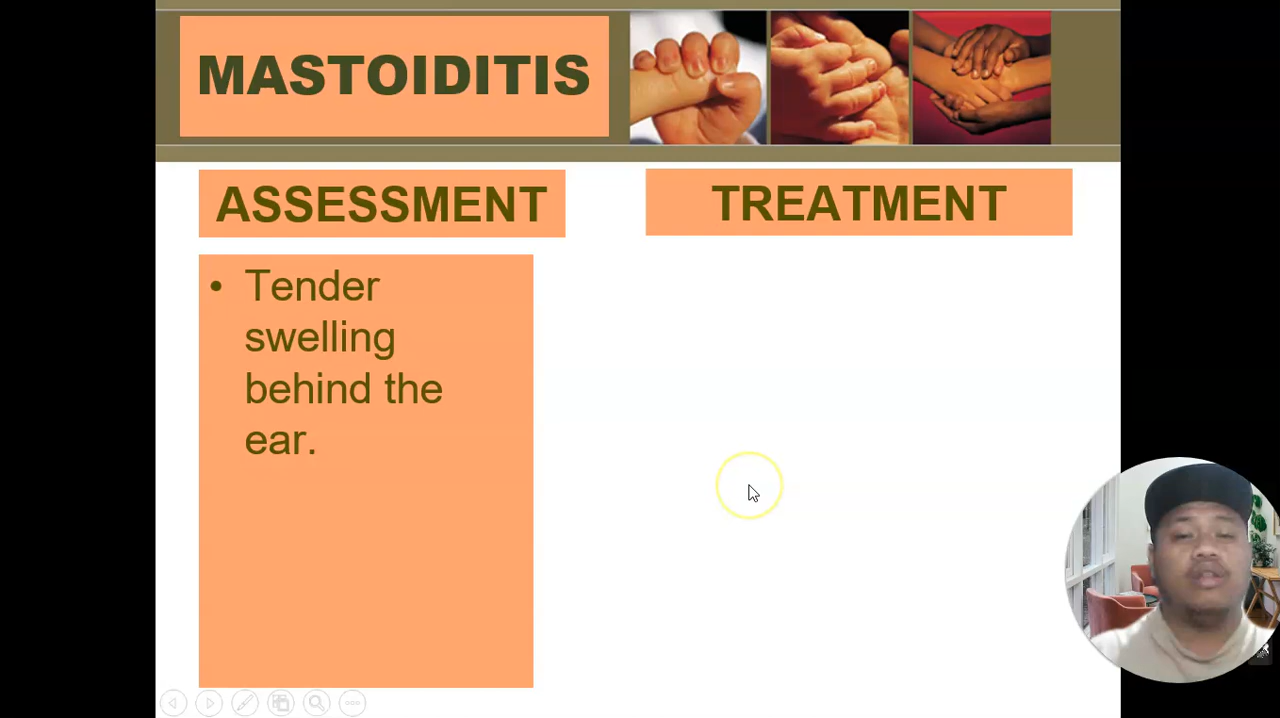 MASTOIDITIS
ASSESSMENT
TREATMENT
• Tender
swelling
behind the
ear.